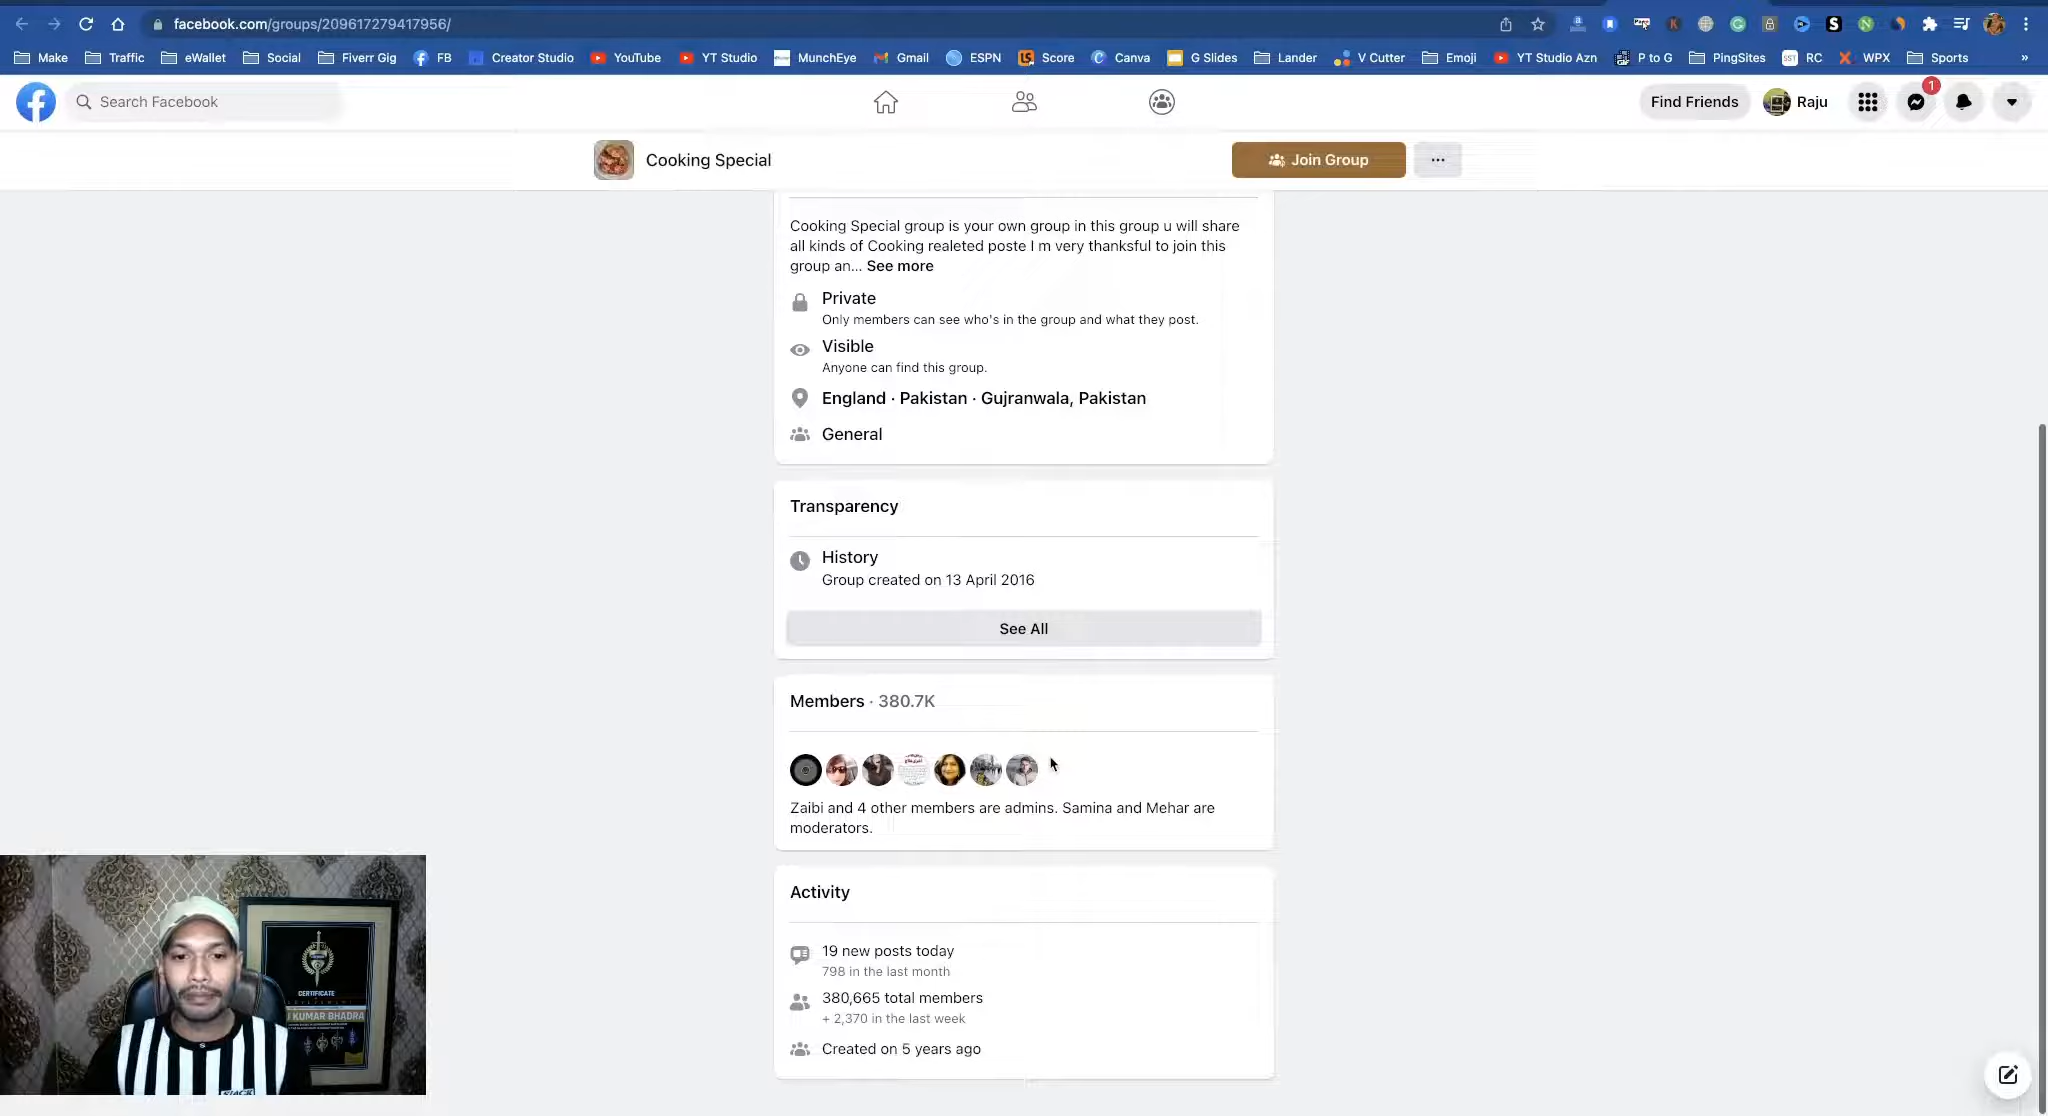 facebook.com/groups/209617279417956/
Make Traffic eWallet Social Fiverr Gig FB Creator Studio YouTube YT Studio MunchEye Gmail ESPN Score Canva G Slides Lander V Cutter Emoji YT Studio Azn P to G PingSites RC WPX Sports »
Search Facebook
Find Friends
Raju
1
Cooking Special
Join Group
Cooking Special group is your own group in this group u will share
all kinds of Cooking realeted poste I m very thanksful to join this
group an... See more
Private
Only members can see who's in the group and what they post.
Visible
Anyone can find this group.
England · Pakistan · Gujranwala, Pakistan
General
Transparency
History
Group created on 13 April 2016
See All
Members · 380.7K
Zaibi and 4 other members are admins. Samina and Mehar are
moderators.
Activity
19 new posts today
798 in the last month
380,665 total members
+ 2,370 in the last week
Created on 5 years ago
CERTIFICATE
KUMAR BHADRA